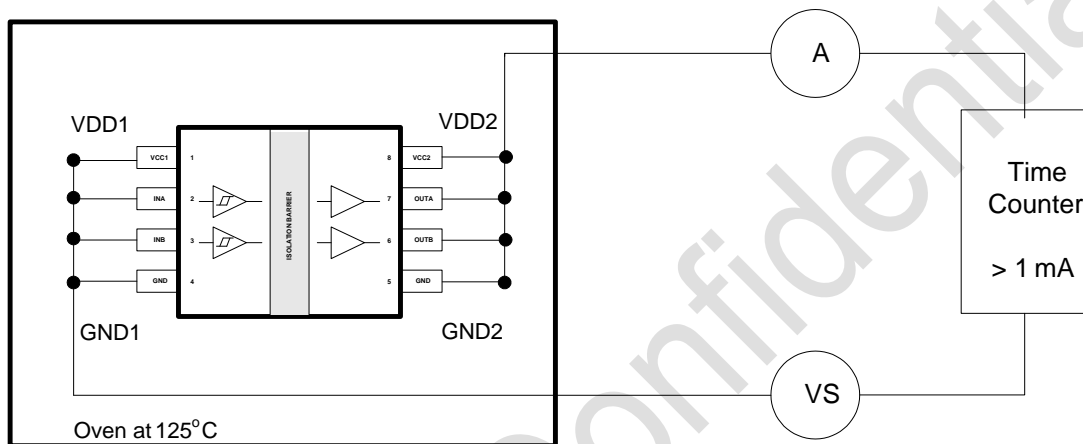 A
VDD1
VDD2
VCC1 1
8 VCC2
INA 2
7 OUTA
INB 3
6 OUTB
GND 4
5 GND
ISOLATION BARRIER
GND1
GND2
Time
Counter
> 1 mA
VS
Oven at 125°C
Confidential